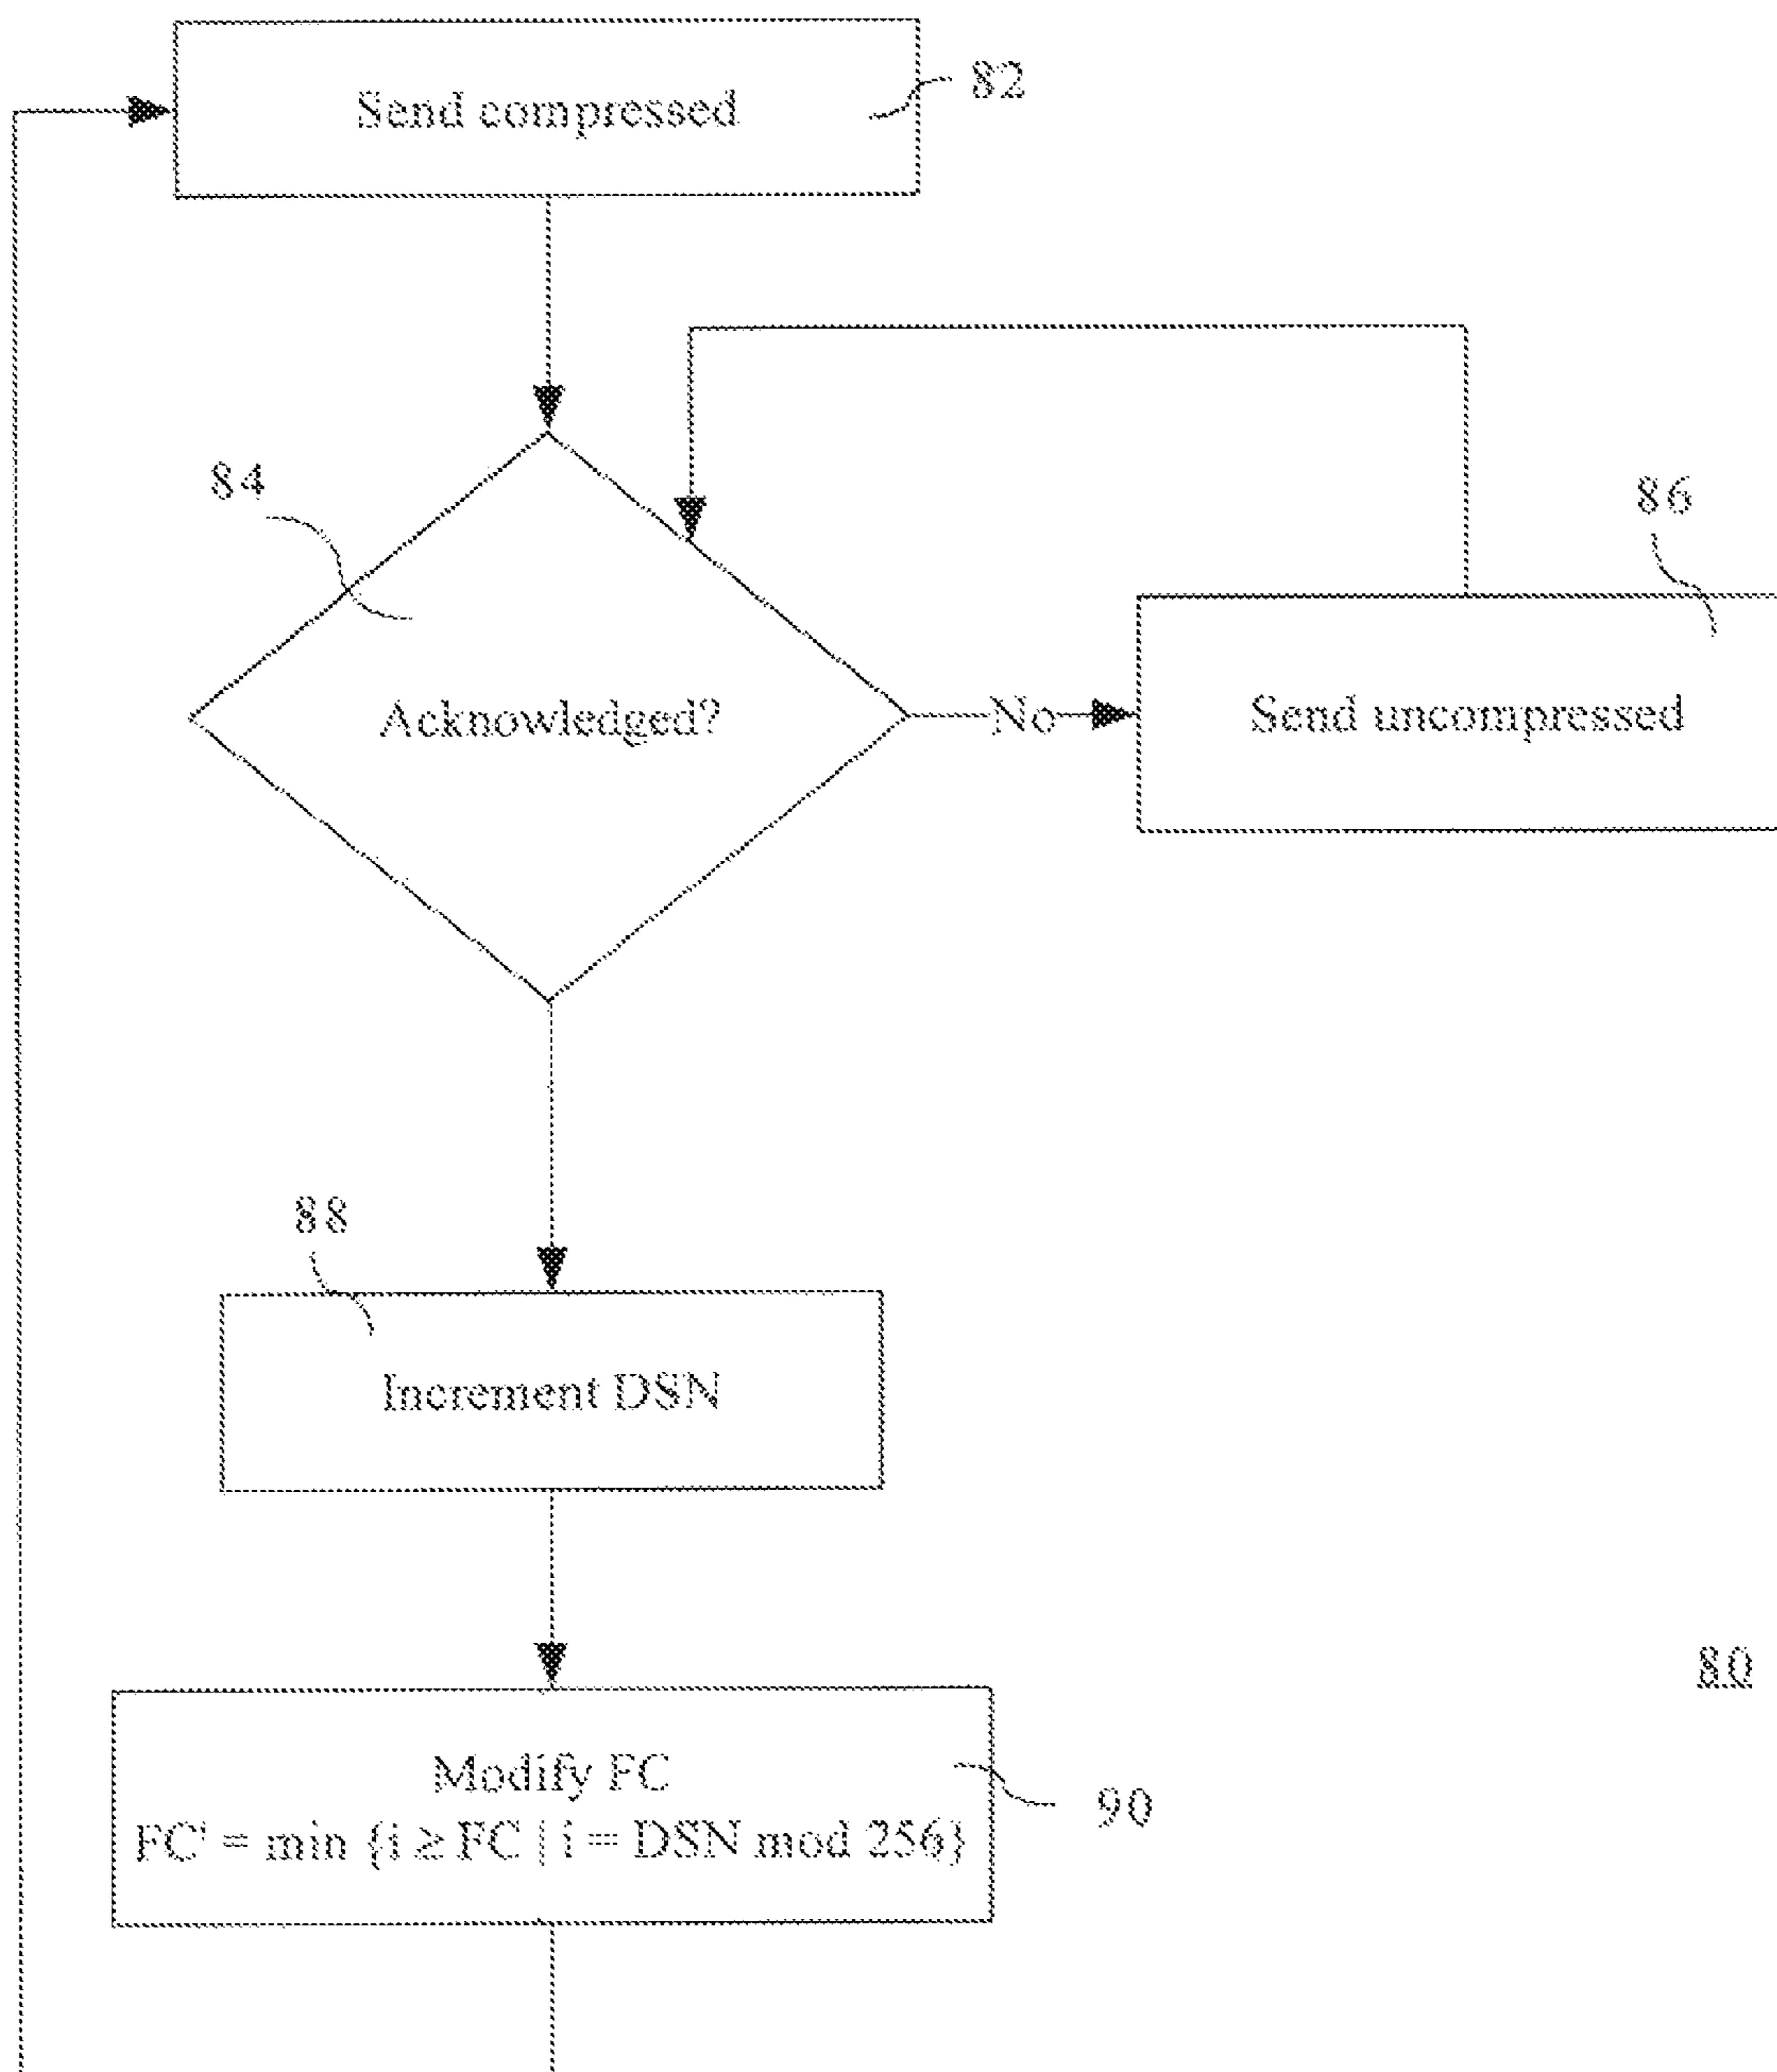 Send compressed
82
84
Acknowledged?
No
86
Send uncompressed
88
Increment DSN
80
Modify FC
FC' = min {i ≥ FC | i = DSN mod 256}
90